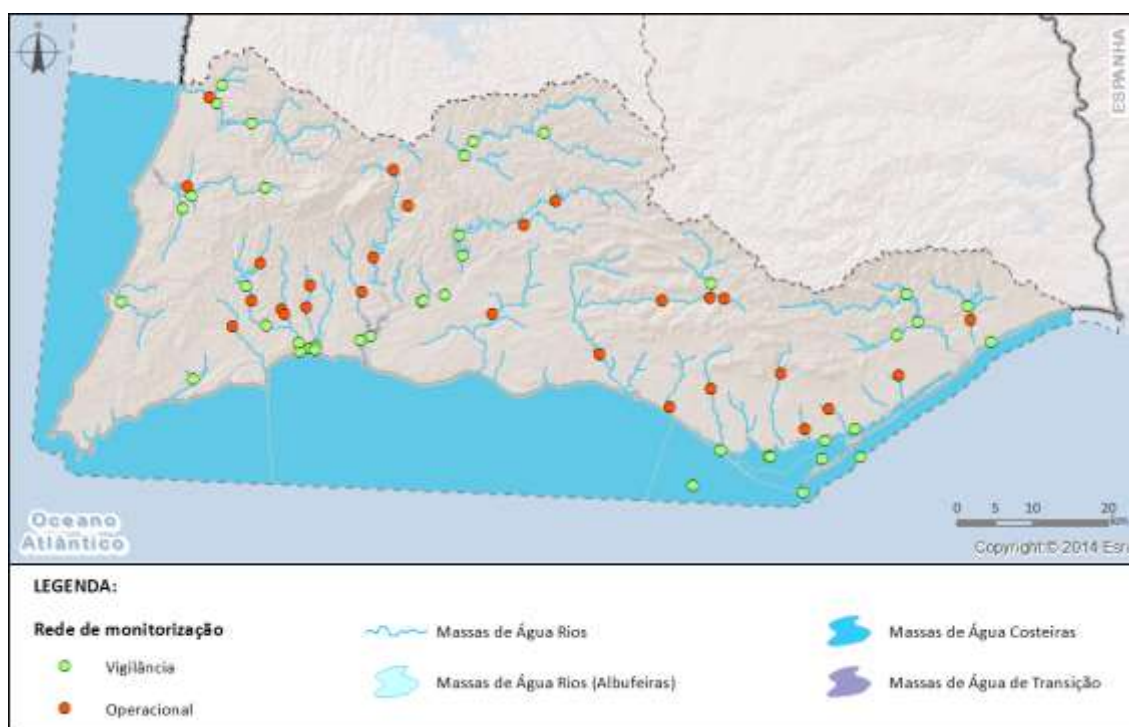 ESPANHA
Oceano
Atlântico
0 5 10 20
km
Copyright:© 2014 Esri
LEGENDA:
Rede de monitorização
Vigilância
Operacional
Massas de Água Rios
Massas de Água Rios (Albufeiras)
Massas de Água Costeiras
Massas de Água de Transição